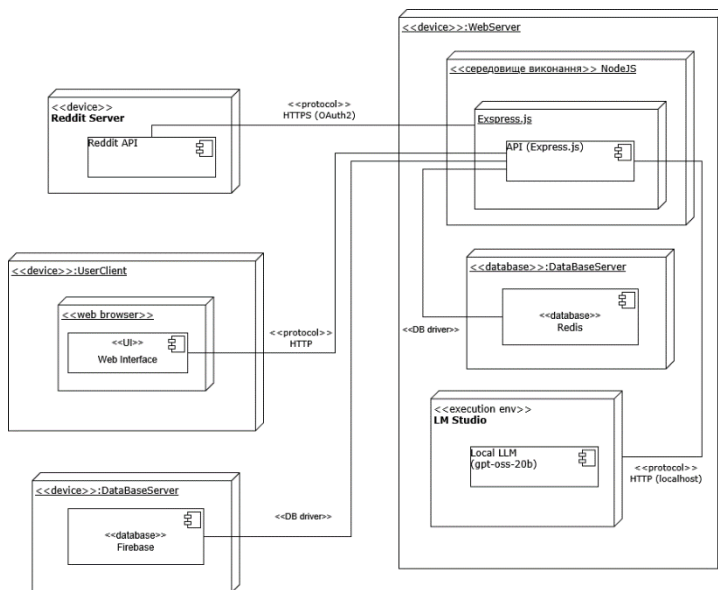 <<device>>:WebServer
<<середовище виконання>> NodeJS
<<device>>
Reddit Server
Reddit API
<<protocol>>
HTTPS (OAuth2)
Exspress.js
API (Express.js)
<<device>>:UserClient
<<web browser>>
<<UI>>
Web Interface
<<protocol>>
HTTP
<<database>>:DataBaseServer
<<database>>
Redis
<<DB driver>>
<<execution env>>
LM Studio
Local LLM
(gpt-oss-20b)
<<protocol>>
HTTP (localhost)
<<device>>:DataBaseServer
<<database>>
Firebase
<<DB driver>>